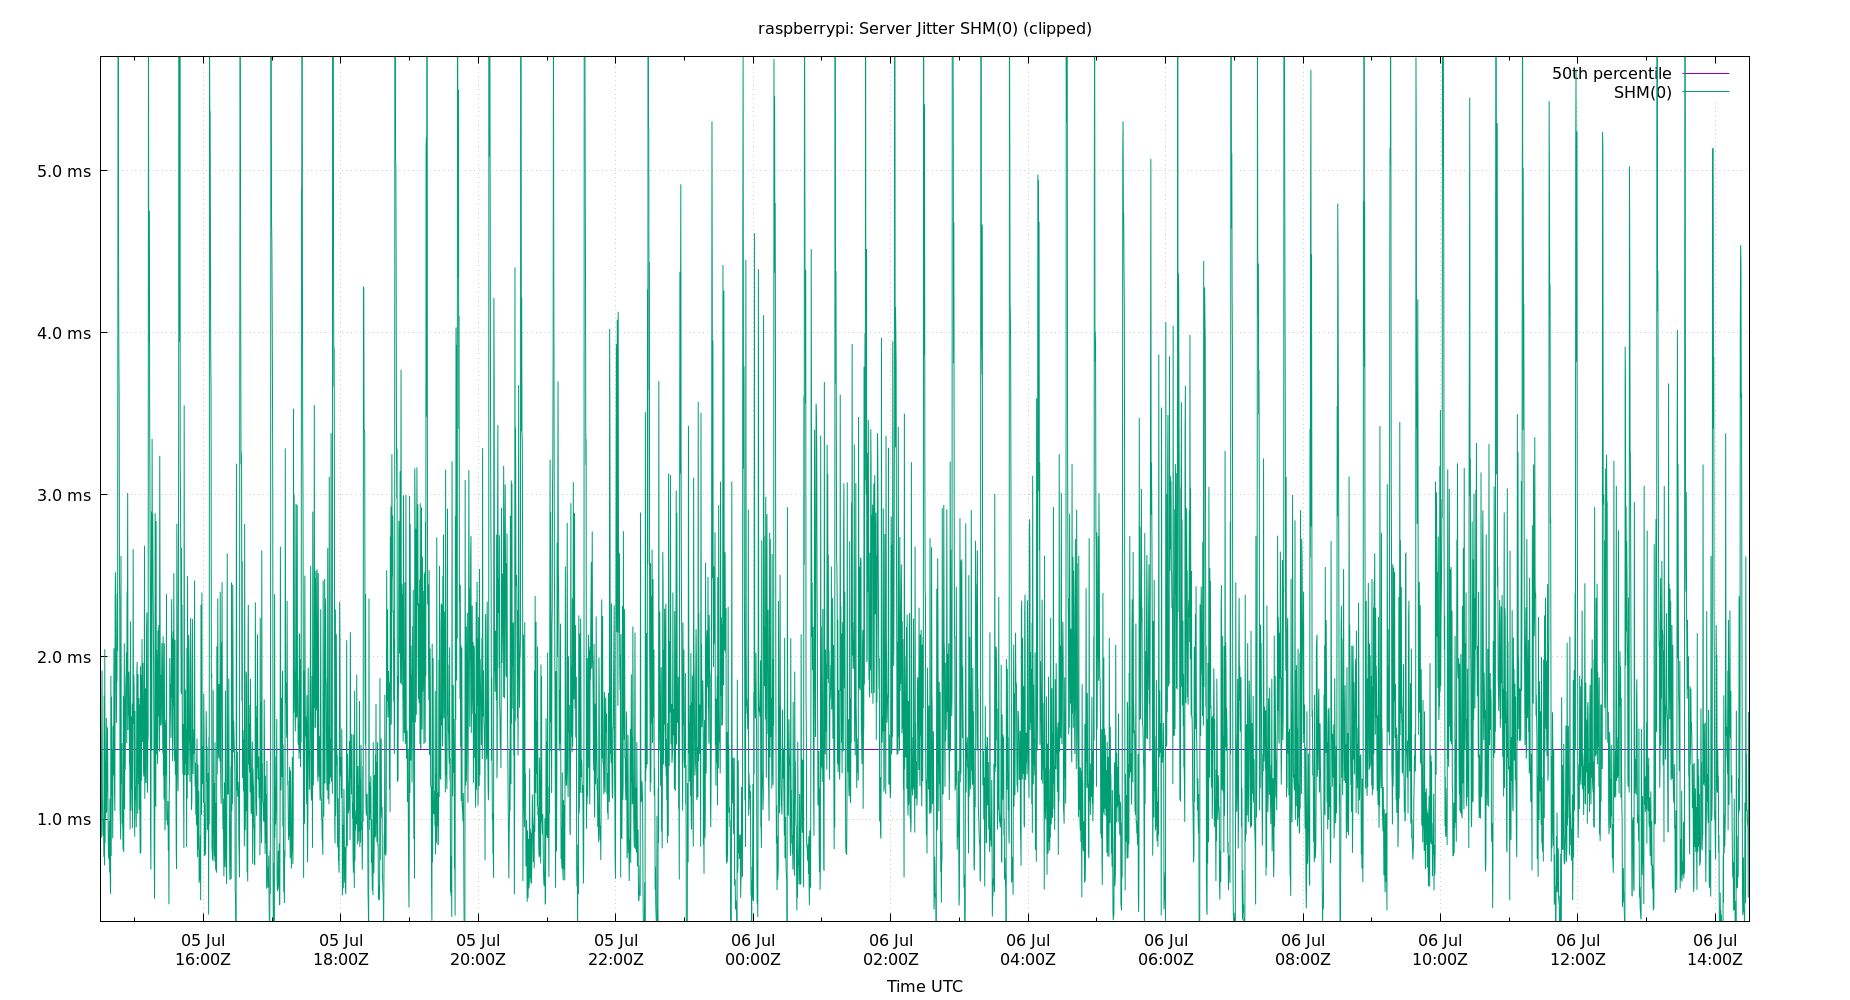 raspberrypi: Server Jitter SHM(0) (clipped)
50th percentile
SHM(0)
5.0 ms
4.0 ms
3.0 ms
2.0 ms
1.0 ms
05 Jul 05 Jul 05 Jul 05 Jul 06 Jul 06 Jul 06 Jul 06 Jul 06 Jul 06 Jul 06 Jul 06 Jul
16:00Z 18:00Z 20:00Z 22:00Z 00:00Z 02:00Z 04:00Z 06:00Z 08:00Z 10:00Z 12:00Z 14:00Z
Time UTC